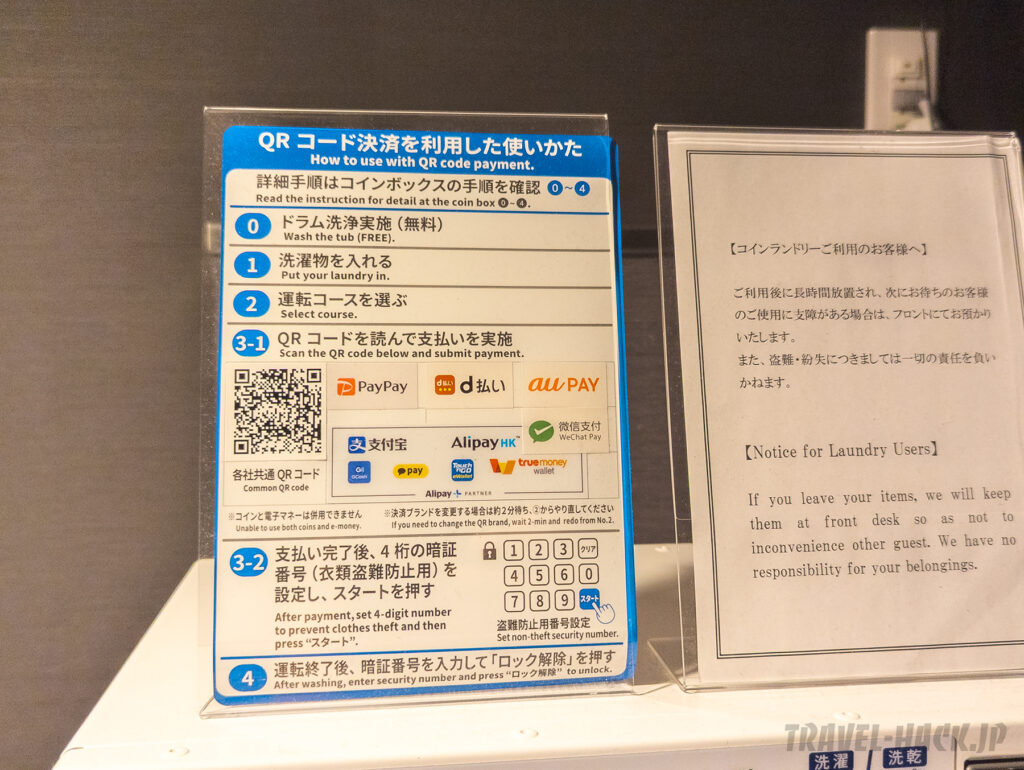 QR コード決済を利用した使いかた
How to use with QR code payment.
詳細手順はコインボックスの手順を確認 0~4
Read the instruction for detail at the coin box 0~4.
0 ドラム洗浄実施(無料)
Wash the tub (FREE).
1 洗濯物を入れる
Put your laundry in.
2 運転コースを選ぶ
Select course.
3-1 QRコードを読んで支払いを実施
Scan the QR code below and submit payment.
PayPay d払い d払い au PAY
微信支付
WeChat Pay
支付宝 AlipayHK
GCash pay Touch'nGO eWallet truemoney wallet
Alipay+ PARTNER
各社共通QRコード
Common QR code
※コインと電子マネーは併用できません
Unable to use both coins and e-money.
※決済ブランドを変更する場合は約2分待ち、②からやり直してください
If you need to change the QR brand, wait 2-min and redo from No.2.
3-2 支払い完了後、4桁の暗証
番号(衣類盗難防止用)を
設定し、スタートを押す
After payment, set 4-digit number
to prevent clothes theft and then
press "スタート".
1 2 3 クリア
4 5 6 0
7 8 9 スタート
盗難防止用番号設定
Set non-theft security number.
4 運転終了後、暗証番号を入力して「ロック解除」を押す
After washing, enter security number and press "ロック解除" to unlock.
【コインランドリーご利用のお客様へ】
ご利用後に長時間放置され、次にお待ちのお客様
のご使用に支障がある場合は、フロントにてお預かり
いたします。
また、盗難・紛失につきましては一切の責任を負い
かねます。
【Notice for Laundry Users】
If you leave your items, we will keep
them at front desk so as not to
inconvenience other guest. We have no
responsibility for your belongings.
洗濯 / 洗乾
TRAVEL-HACK.JP